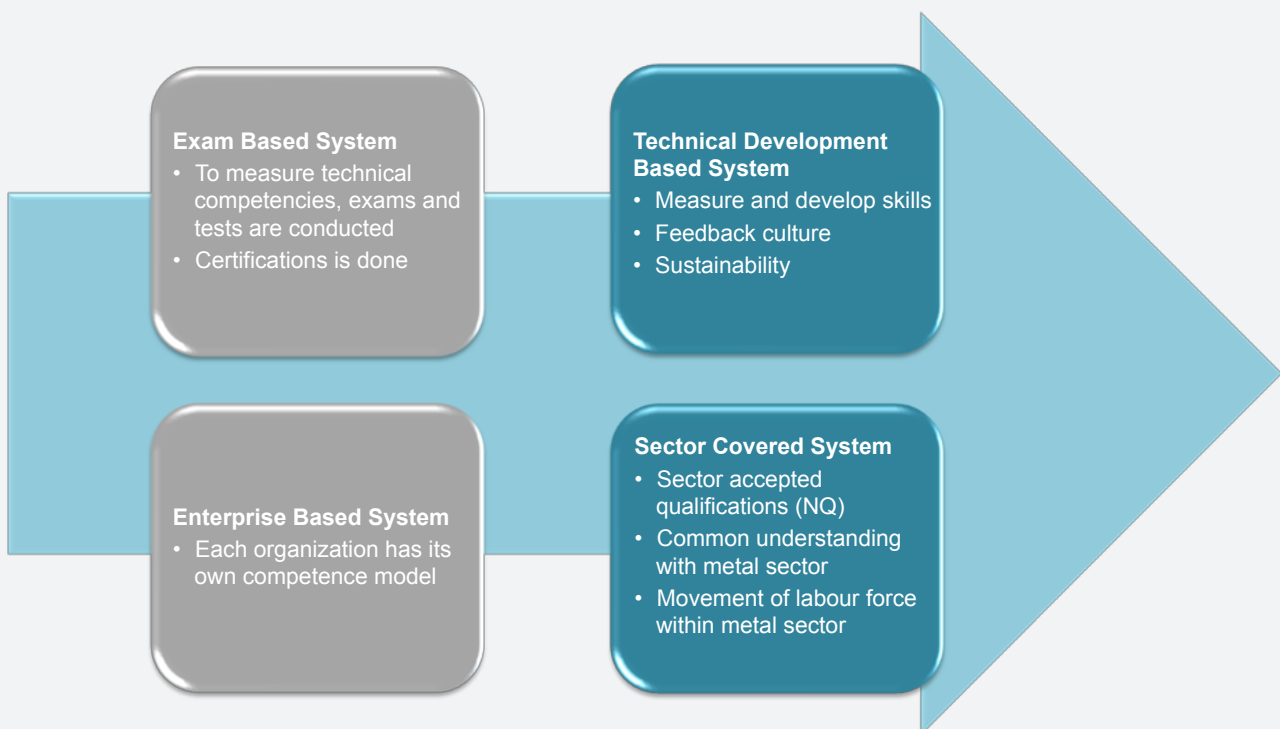 Exam Based System
• To measure technical
competencies, exams and
tests are conducted
• Certifications is done
Technical Development
Based System
• Measure and develop skills
• Feedback culture
• Sustainability
Enterprise Based System
• Each organization has its
own competence model
Sector Covered System
• Sector accepted
qualifications (NQ)
• Common understanding
with metal sector
• Movement of labour force
within metal sector